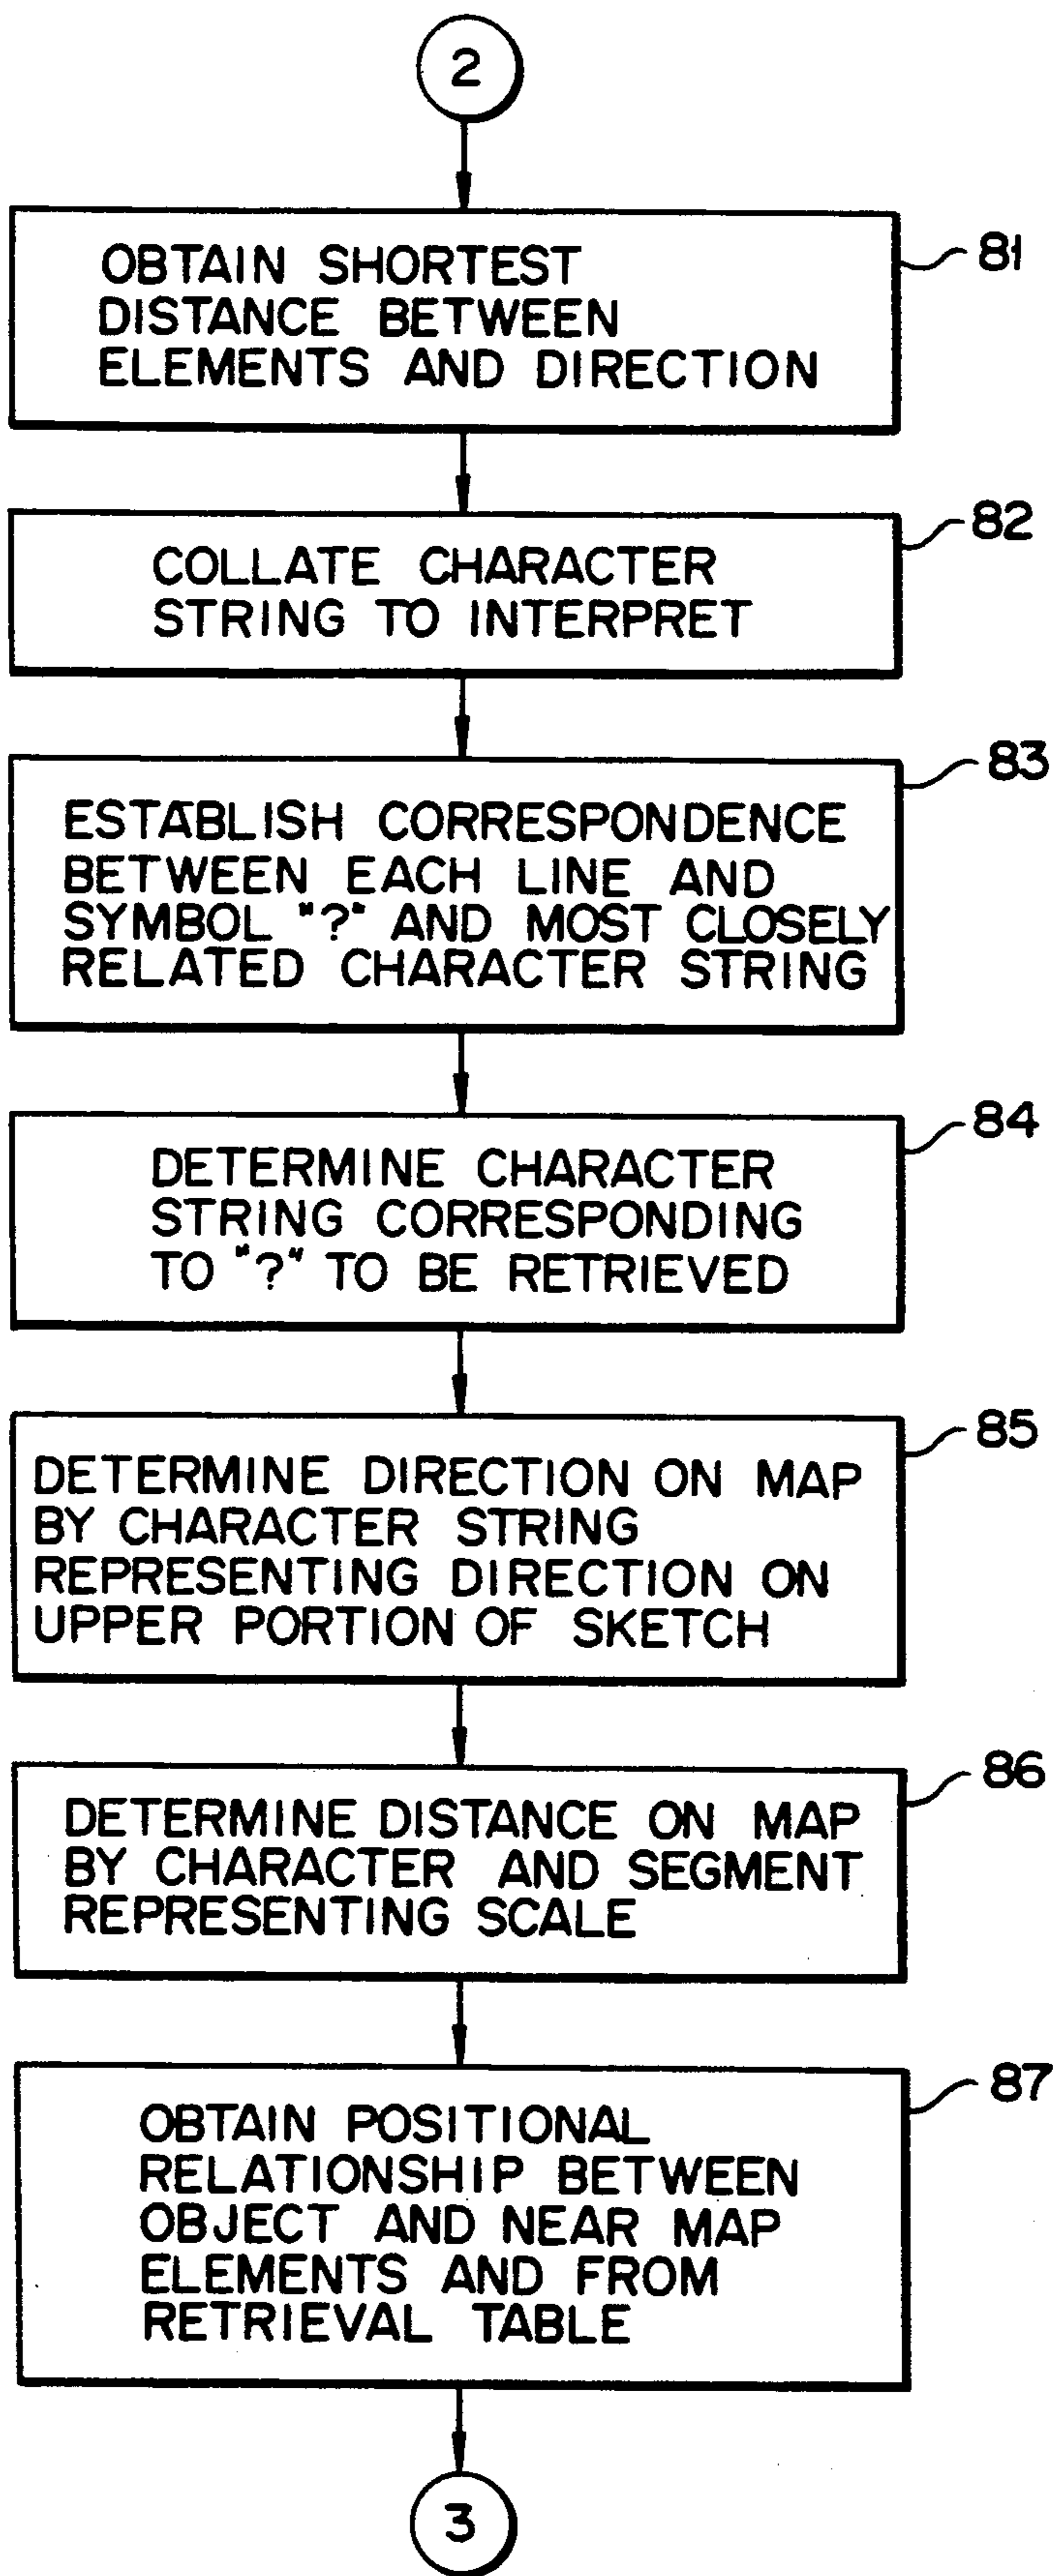 2
OBTAIN SHORTEST
DISTANCE BETWEEN
ELEMENTS AND DIRECTION
81
COLLATE CHARACTER
STRING TO INTERPRET
82
ESTABLISH CORRESPONDENCE
BETWEEN EACH LINE AND
SYMBOL "?" AND MOST CLOSELY
RELATED CHARACTER STRING
83
DETERMINE CHARACTER
STRING CORRESPONDING
TO "?" TO BE RETRIEVED
84
DETERMINE DIRECTION ON MAP
BY CHARACTER STRING
REPRESENTING DIRECTION ON
UPPER PORTION OF SKETCH
85
DETERMINE DISTANCE ON MAP
BY CHARACTER AND SEGMENT
REPRESENTING SCALE
86
OBTAIN POSITIONAL
RELATIONSHIP BETWEEN
OBJECT AND NEAR MAP
ELEMENTS AND FROM
RETRIEVAL TABLE
87
3